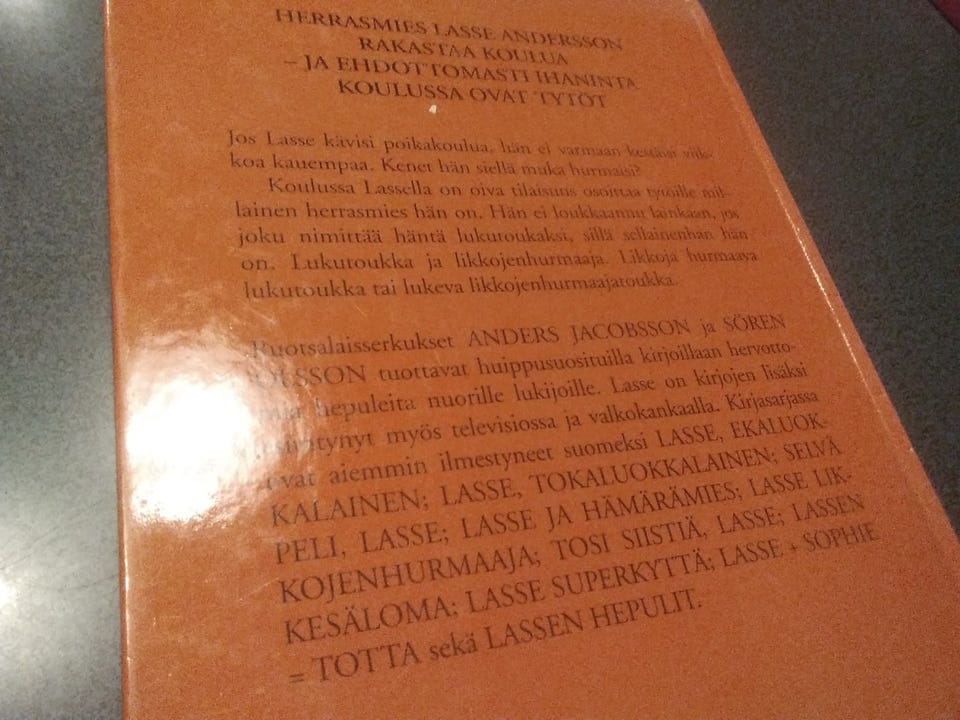 HERRASMIES LASSE ANDERSSON
RAKASTAA KOULUA
– JA EHDOTTOMASTI IHANINTA
KOULUSSA OVAT TYTÖT
Jos Lasse kävisi poikakoulua, hän ei varmaan kestäisi viik-
koa kauempaa. Kenet hän siellä muka hurmaisi?
Koulussa Lassella on oiva tilaisuus osoittaa tytöille mil-
lainen herrasmies hän on. Hän ei loukkaannu lainkaan, jos
joku nimittää häntä lukutoukaksi, sillä sellainenhan hän
on. Lukutoukka ja likkojenhurmaaja. Likkoja hurmaava
lukutoukka tai lukeva likkojenhurmaajatoukka.
Ruotsalaisserkukset ANDERS JACOBSSON ja SÖREN
OLSSON tuottavat huippusuosituilla kirjoillaan hervotto-
mia hepuleita nuorille lukijoille. Lasse on kirjojen lisäksi
esiintynyt myös televisiossa ja valkokankaalla. Kirjasarjassa
ovat aiemmin ilmestyneet suomeksi LASSE, EKALUOK-
KALAINEN; LASSE, TOKALUOKKALAINEN; SELVÄ
PELI, LASSE; LASSE JA HÄMÄRÄMIES; LASSE LIK-
KOJENHURMAAJA; TOSI SIISTIÄ, LASSE; LASSEN
KESÄLOMA; LASSE SUPERKYTTÄ; LASSE + SOPHIE
= TOTTA sekä LASSEN HEPULIT.